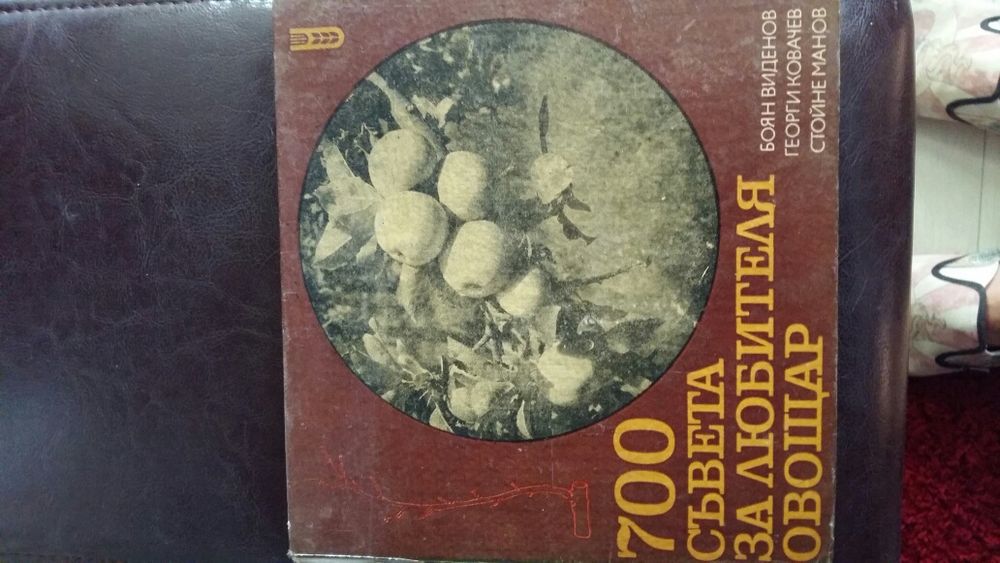 БОЯН ВИДЕНОВ
ГЕОРГИ КОВАЧЕВ
СТОЙНЕ МАНОВ
700
СЪВЕТА
ЗА ЛЮБИТЕЛЯ
ОВОЩАР